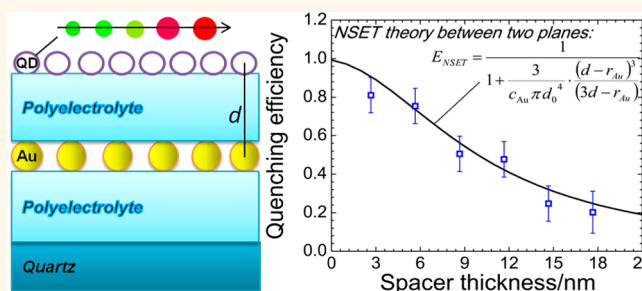 QD
Polyelectrolyte
d
Au
Polyelectrolyte
Quartz
Quenching efficiency
1.2
1.0
0.8
0.6
0.4
0.2
0.0
NSET theory between two planes:
E_NSET = 1 / (1 + 3 / (c_Au π d_0^4) · (d − r_Au)^3 / (3d − r_Au))
0 3 6 9 12 15 18 21
Spacer thickness/nm